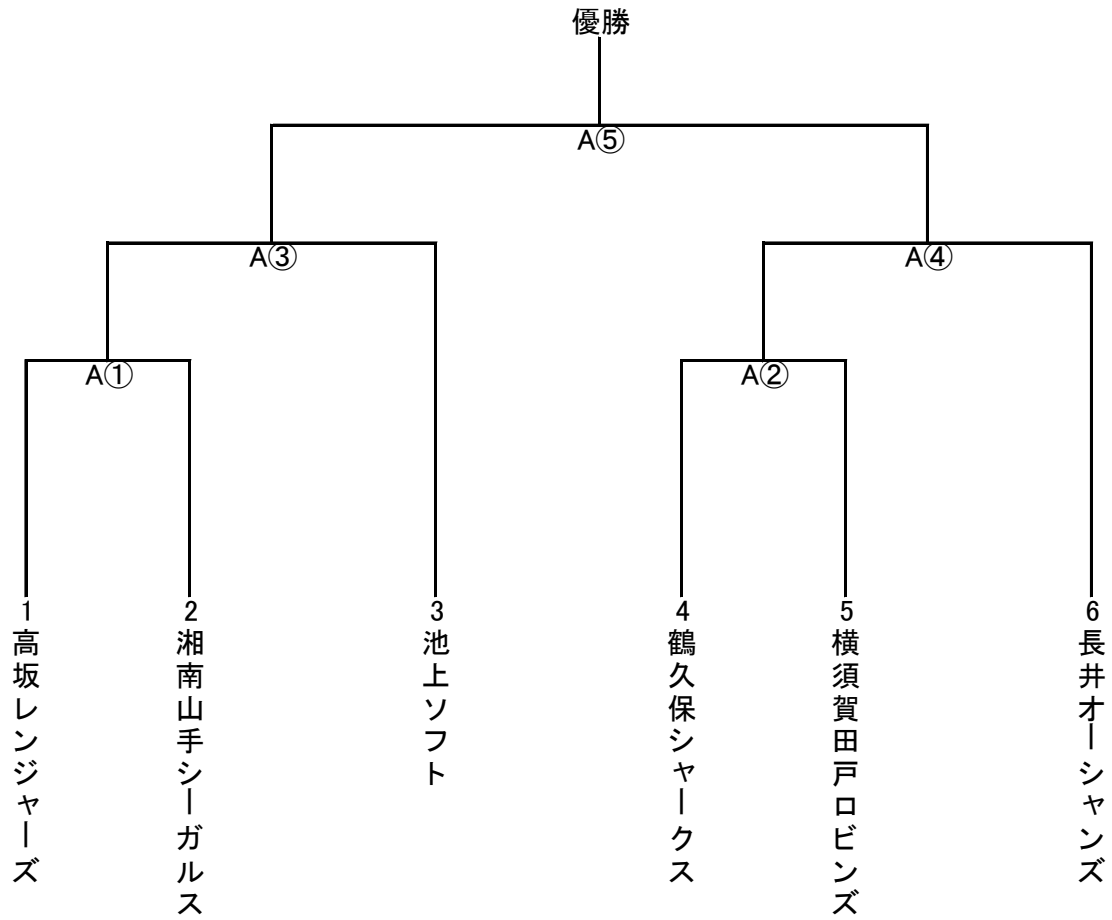 優勝
A⑤
A③
A④
A①
A②
1高坂レンジャーズ
2湘南山手シーガルス
3池上ソフト
4鶴久保シャークス
5横須賀田戸ロビンズ
6長井オーシャンズ